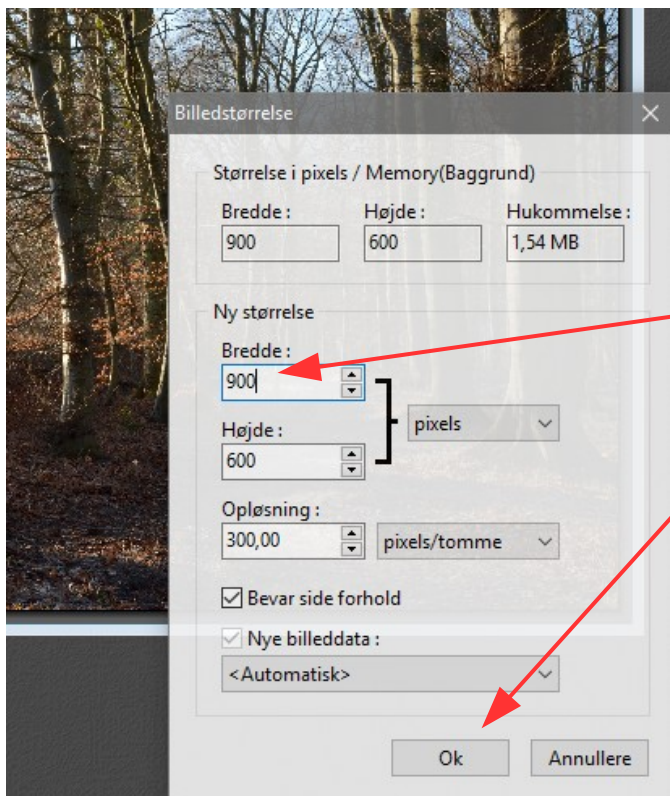 Billedstørrelse
Størrelse i pixels / Memory(Baggrund)
Bredde : Højde : Hukommelse :
900 600 1,54 MB
Ny størrelse
Bredde :
900
pixels
Højde :
600
Opløsning :
300,00 pixels/tomme
Bevar side forhold
Nye billeddata :
<Automatisk>
Ok Annullere